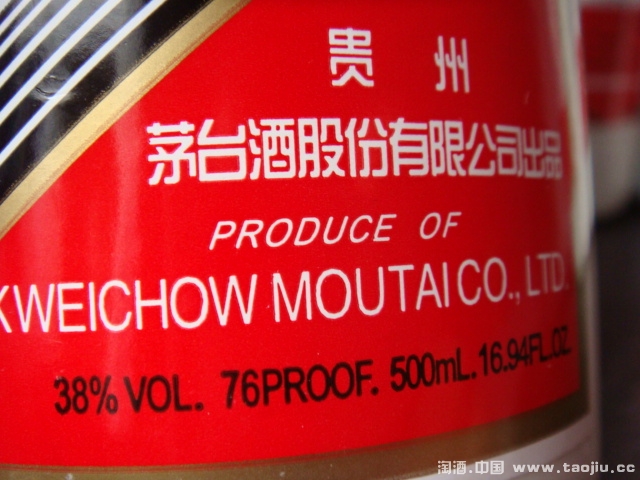 贵 州
茅台酒股份有限公司出品
PRODUCE OF
KWEICHOW MOUTAI CO., LTD.
38% VOL. 76PROOF. 500mL. 16.94FL.OZ.
淘酒.中国 www.taojiu.cc